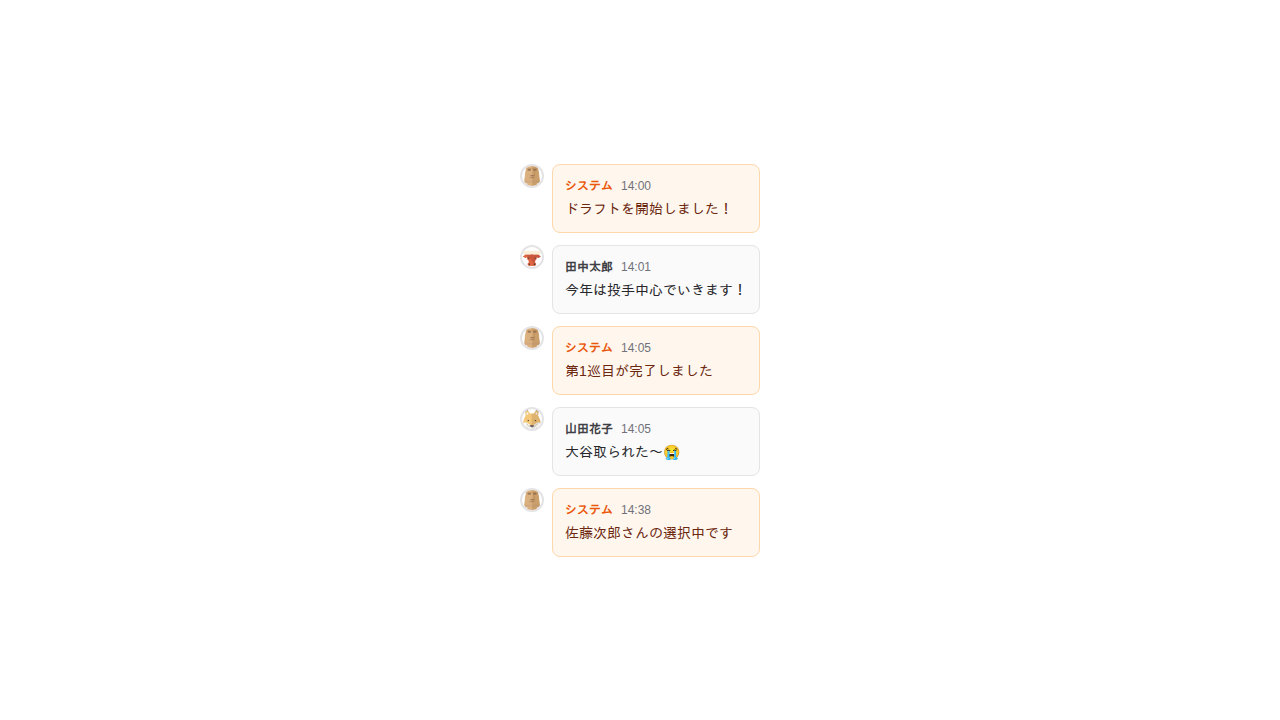 システム 14:00
ドラフトを開始しました！
田中太郎 14:01
今年は投手中心でいきます！
システム 14:05
第1巡目が完了しました
山田花子 14:05
大谷取られた〜😭
システム 14:38
佐藤次郎さんの選択中です